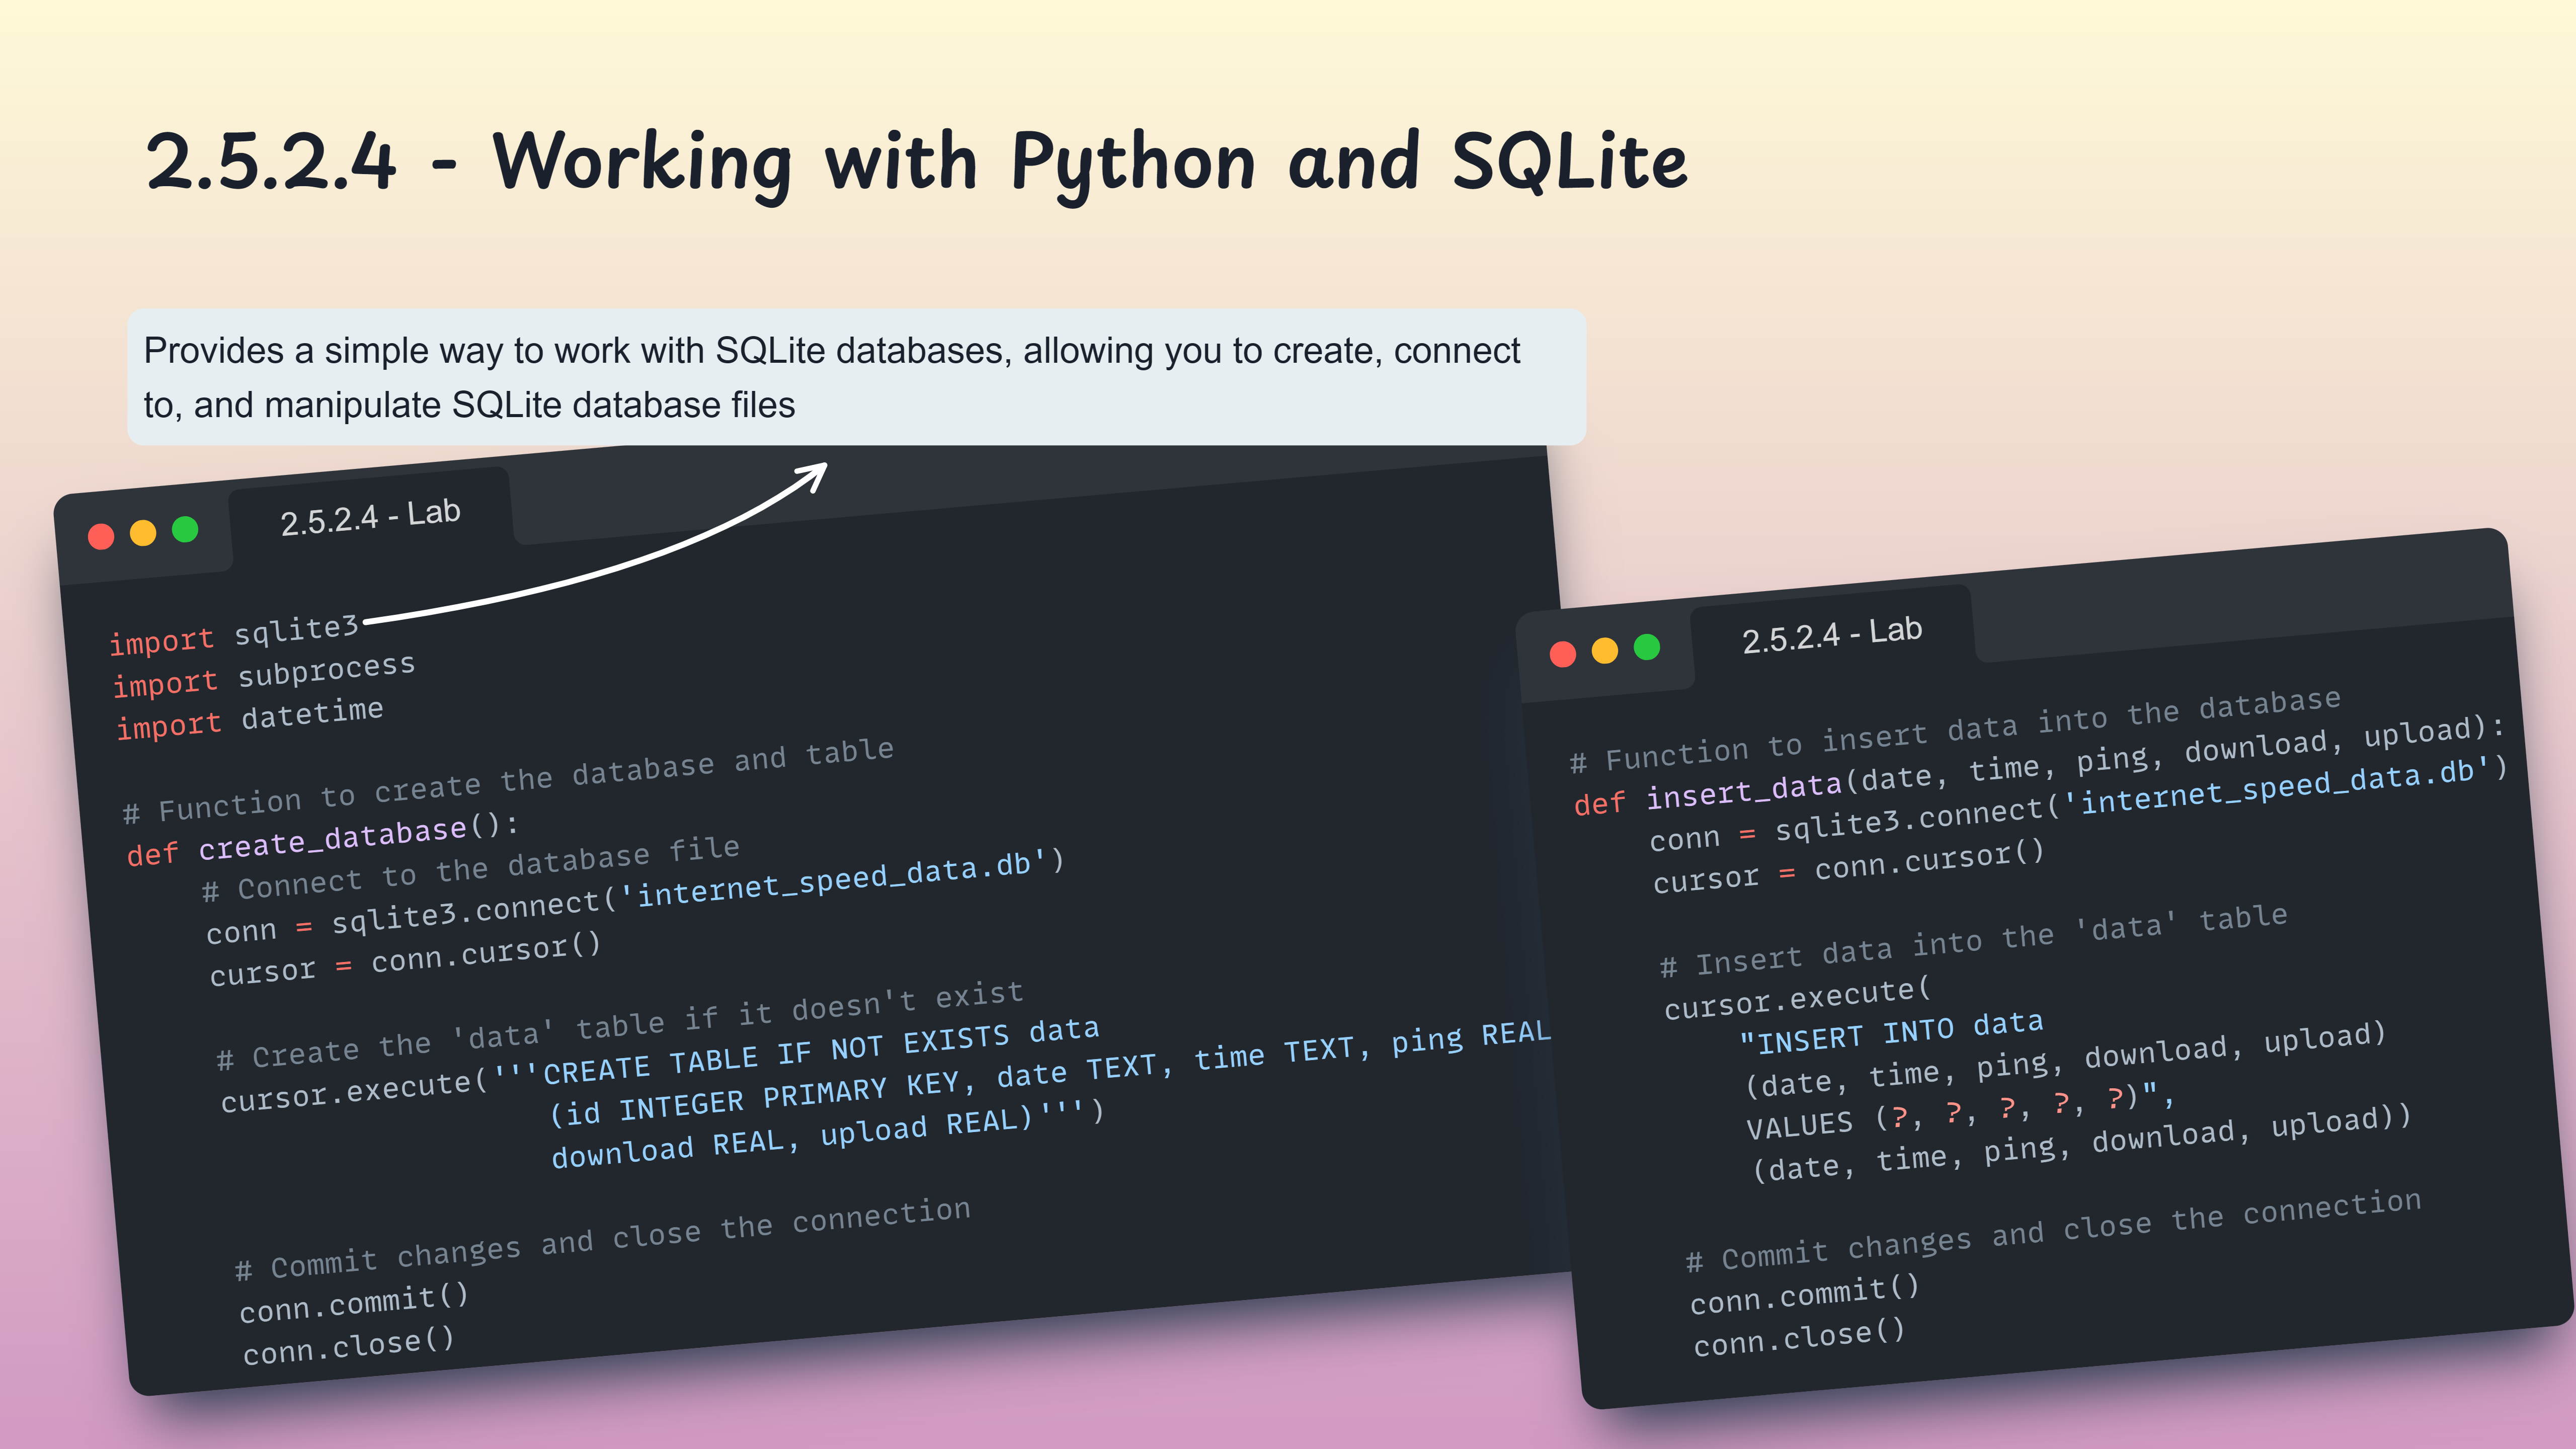 2.5.2.4 - Working with Python and SQLite
Provides a simple way to work with SQLite databases, allowing you to create, connect
to, and manipulate SQLite database files
2.5.2.4 - Lab
import sqlite3
import subprocess
import datetime
# Function to create the database and table
def create_database():
# Connect to the database file
conn = sqlite3.connect('internet_speed_data.db')
cursor = conn.cursor()
# Create the 'data' table if it doesn't exist
cursor.execute('''CREATE TABLE IF NOT EXISTS data
(id INTEGER PRIMARY KEY, date TEXT, time TEXT, ping REAL
download REAL, upload REAL)''')
# Commit changes and close the connection
conn.commit()
conn.close()
2.5.2.4 - Lab
# Function to insert data into the database
def insert_data(date, time, ping, download, upload):
conn = sqlite3.connect('internet_speed_data.db')
cursor = conn.cursor()
# Insert data into the 'data' table
cursor.execute(
"INSERT INTO data
(date, time, ping, download, upload)
VALUES (?, ?, ?, ?, ?)",
(date, time, ping, download, upload))
# Commit changes and close the connection
conn.commit()
conn.close()